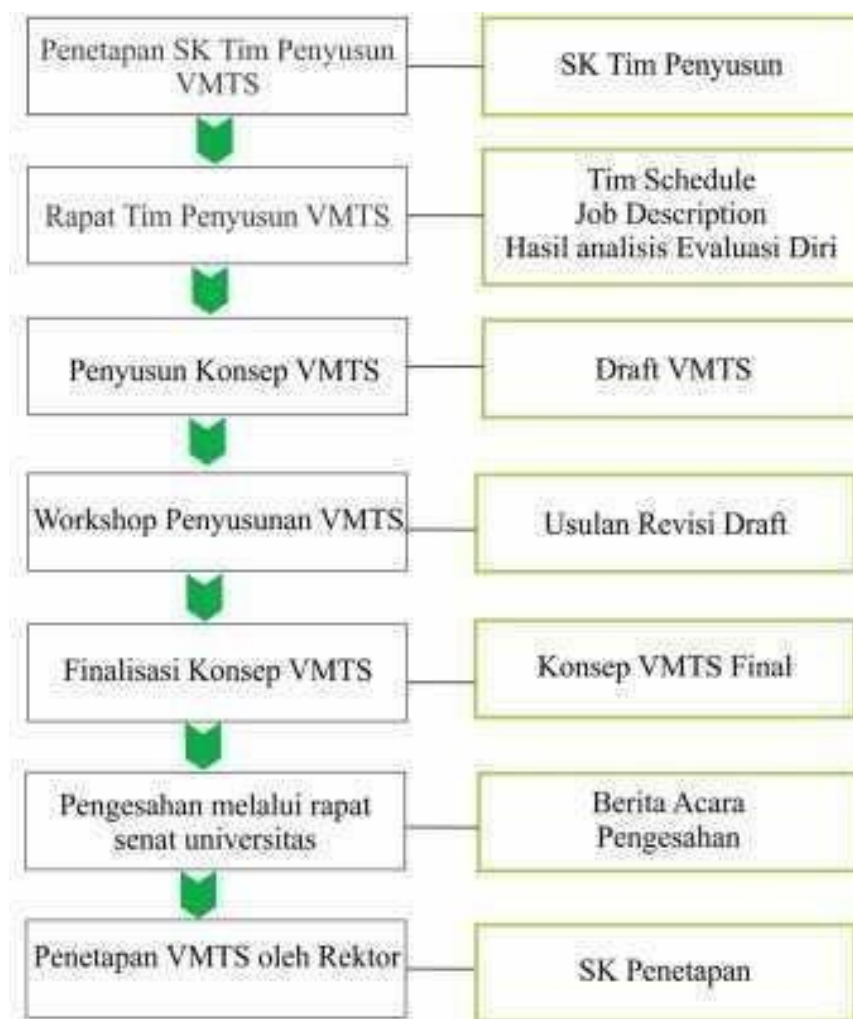 Penetapan SK Tim Penyusun
VMTS
SK Tim Penyusun
Rapat Tim Penyusun VMTS
Tim Schedule
Job Description
Hasil analisis Evaluasi Diri
Penyusun Konsep VMTS
Draft VMTS
Workshop Penyusunan VMTS
Usulan Revisi Draft
Finalisasi Konsep VMTS
Konsep VMTS Final
Pengesahan melalui rapat
senat universitas
Berita Acara
Pengesahan
Penetapan VMTS oleh Rektor
SK Penetapan